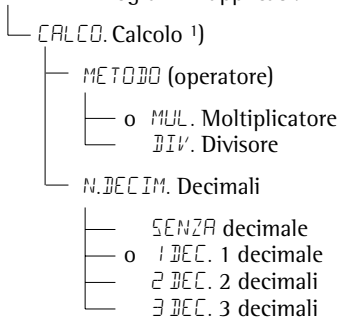 CALCO. Calcolo 1)
METODO (operatore)
o MUL. Moltiplicatore
DIV. Divisore
N.DECIM. Decimali
SENZA decimale
o 1 DEC. 1 decimale
2 DEC. 2 decimali
3 DEC. 3 decimali